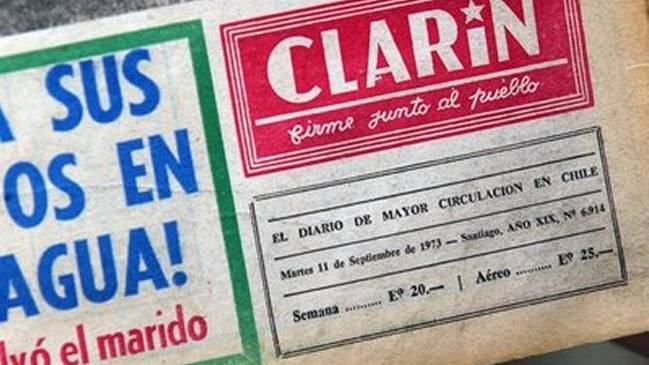 A SUS
OS EN
AGUA!
lvó el marido
CLARIN
firme junto al pueblo
EL DIARIO DE MAYOR CIRCULACION EN CHILE
Martes 11 de Septiembre de 1973 — Santiago, AÑO XIX, Nº 6.914
Semana .......... Eº 20.— | Aéreo .......... Eº 25.—